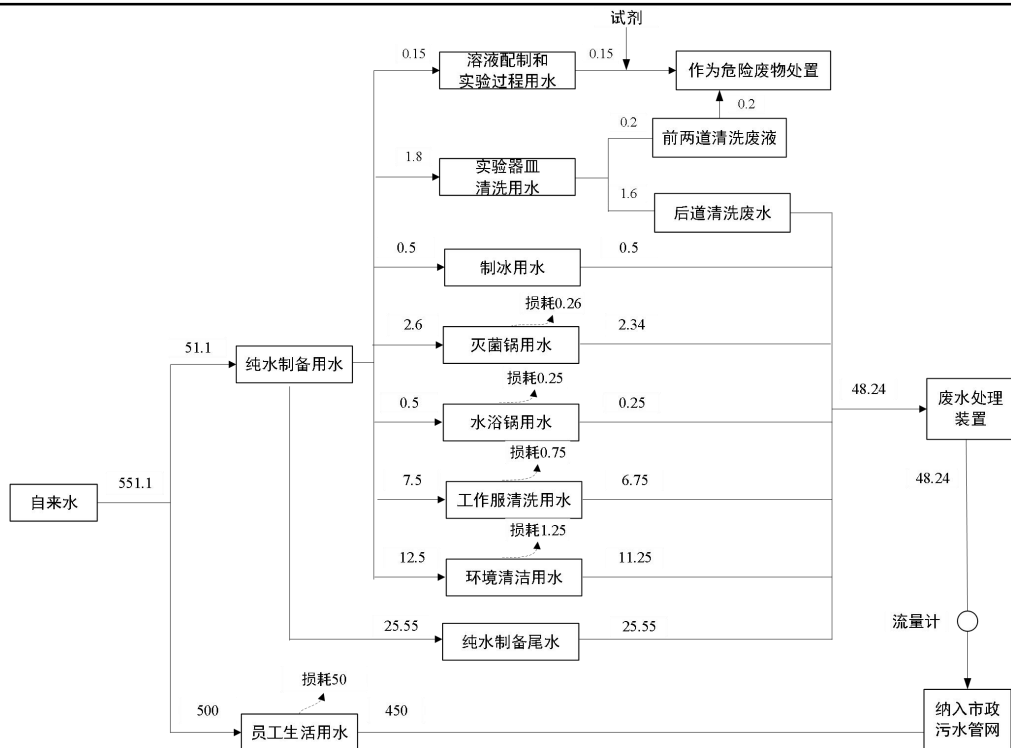 试剂
0.15
溶液配制和
实验过程用水
0.15
作为危险废物处置
0.2
0.2
前两道清洗废液
1.8
实验器皿
清洗用水
1.6
后道清洗废水
0.5
制冰用水
0.5
损耗0.26
2.6
灭菌锅用水
2.34
51.1
纯水制备用水
损耗0.25
0.5
水浴锅用水
0.25
48.24
废水处理
装置
损耗0.75
48.24
自来水
551.1
7.5
工作服清洗用水
6.75
损耗1.25
12.5
环境清洁用水
11.25
流量计
25.55
纯水制备尾水
25.55
损耗50
500
员工生活用水
450
纳入市政
污水管网